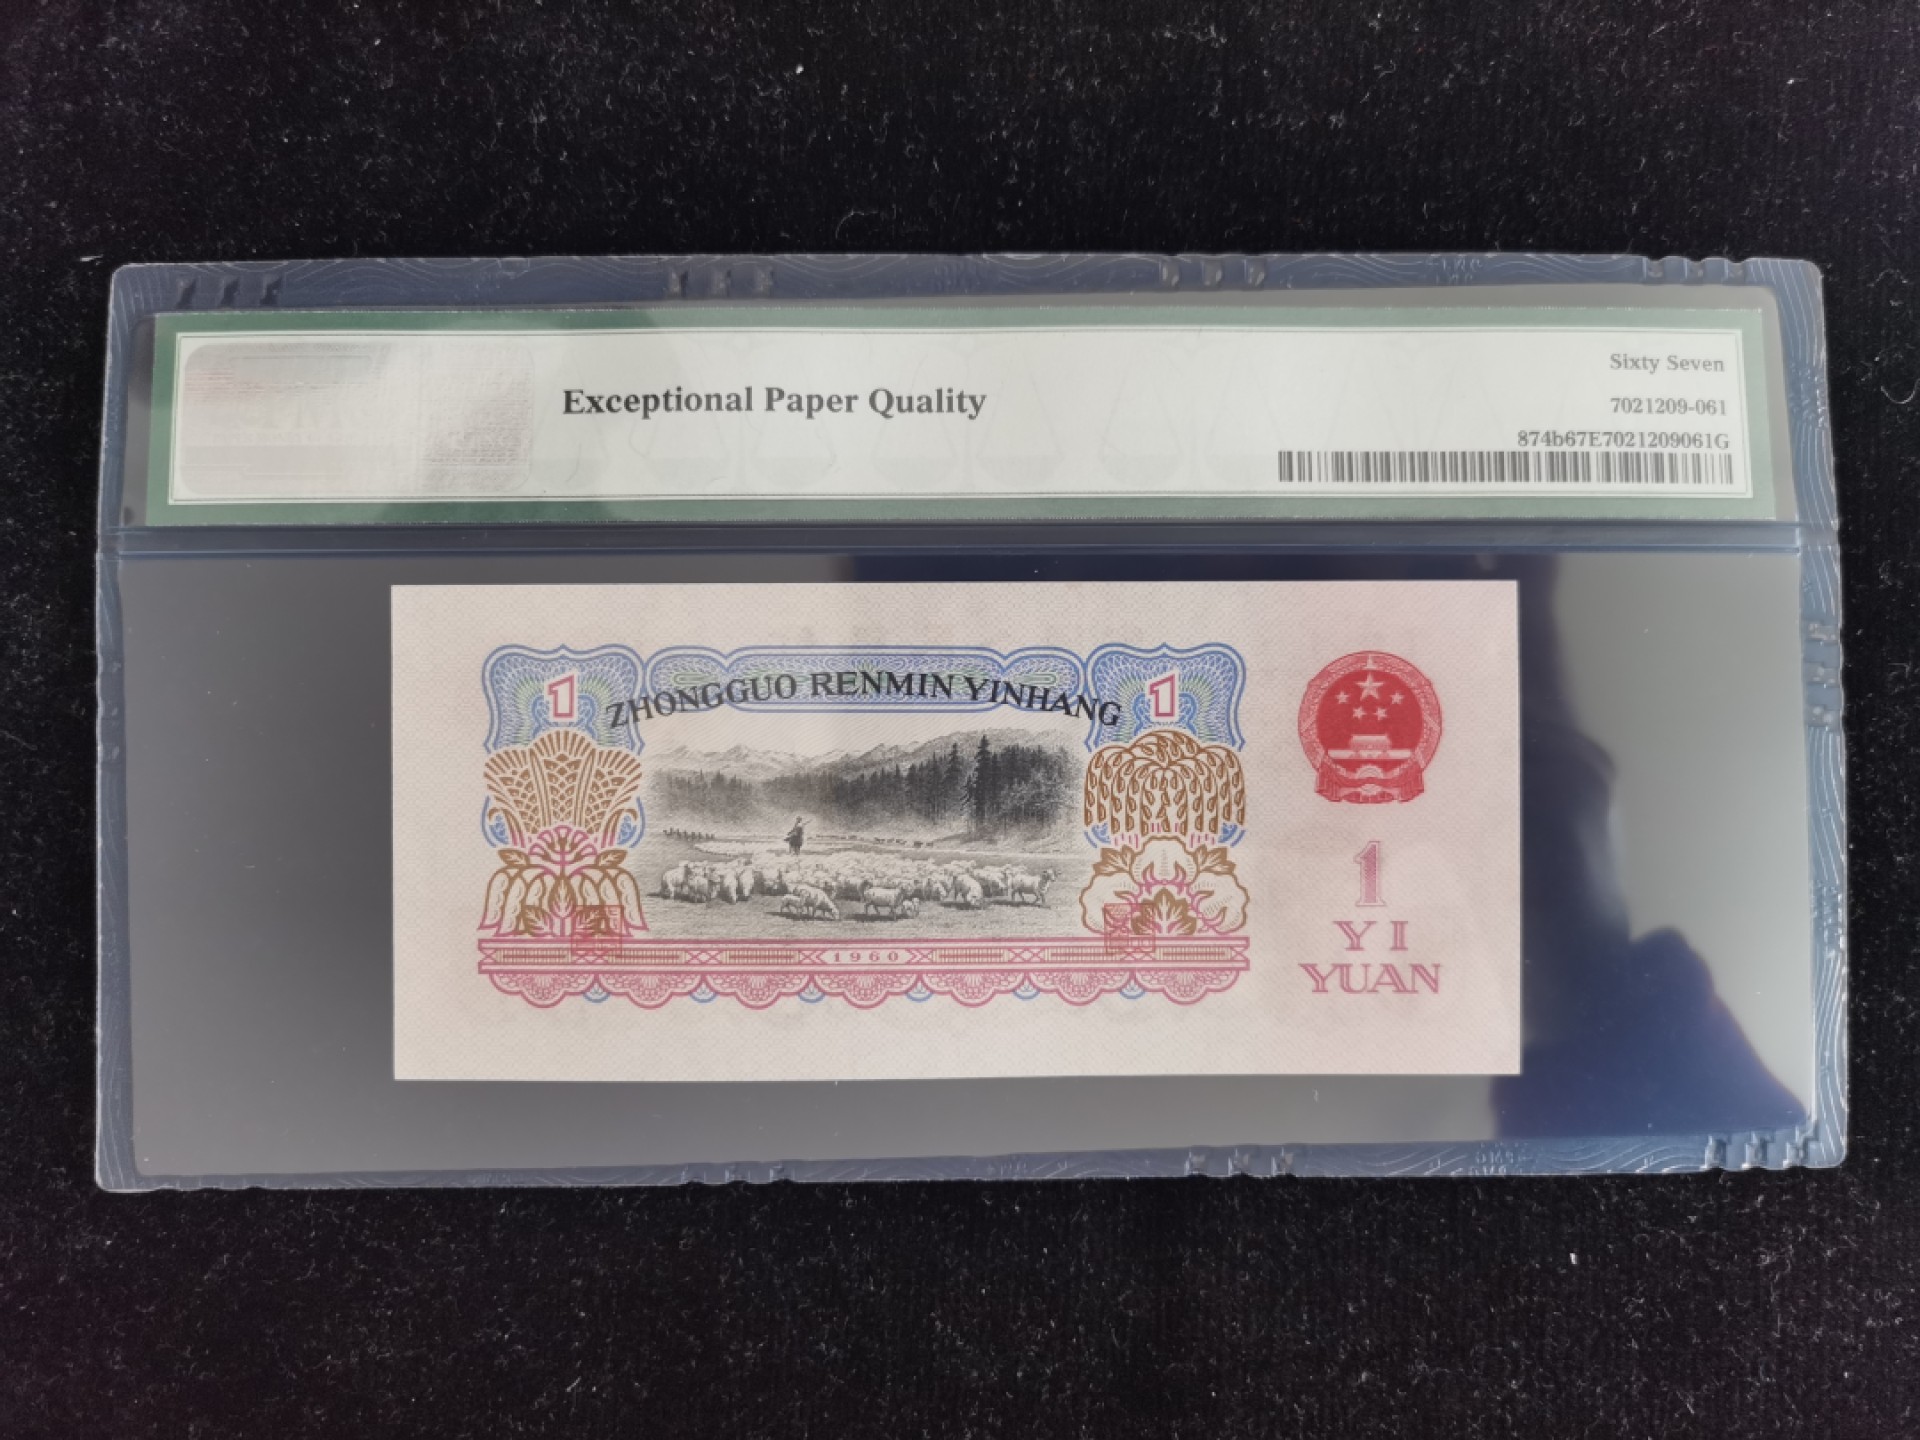 Exceptional Paper Quality
Sixty Seven
7021209-061
874b67E7021209061G
1
ZHONGGUO RENMIN YINHANG
1
1960
1
YI
YUAN